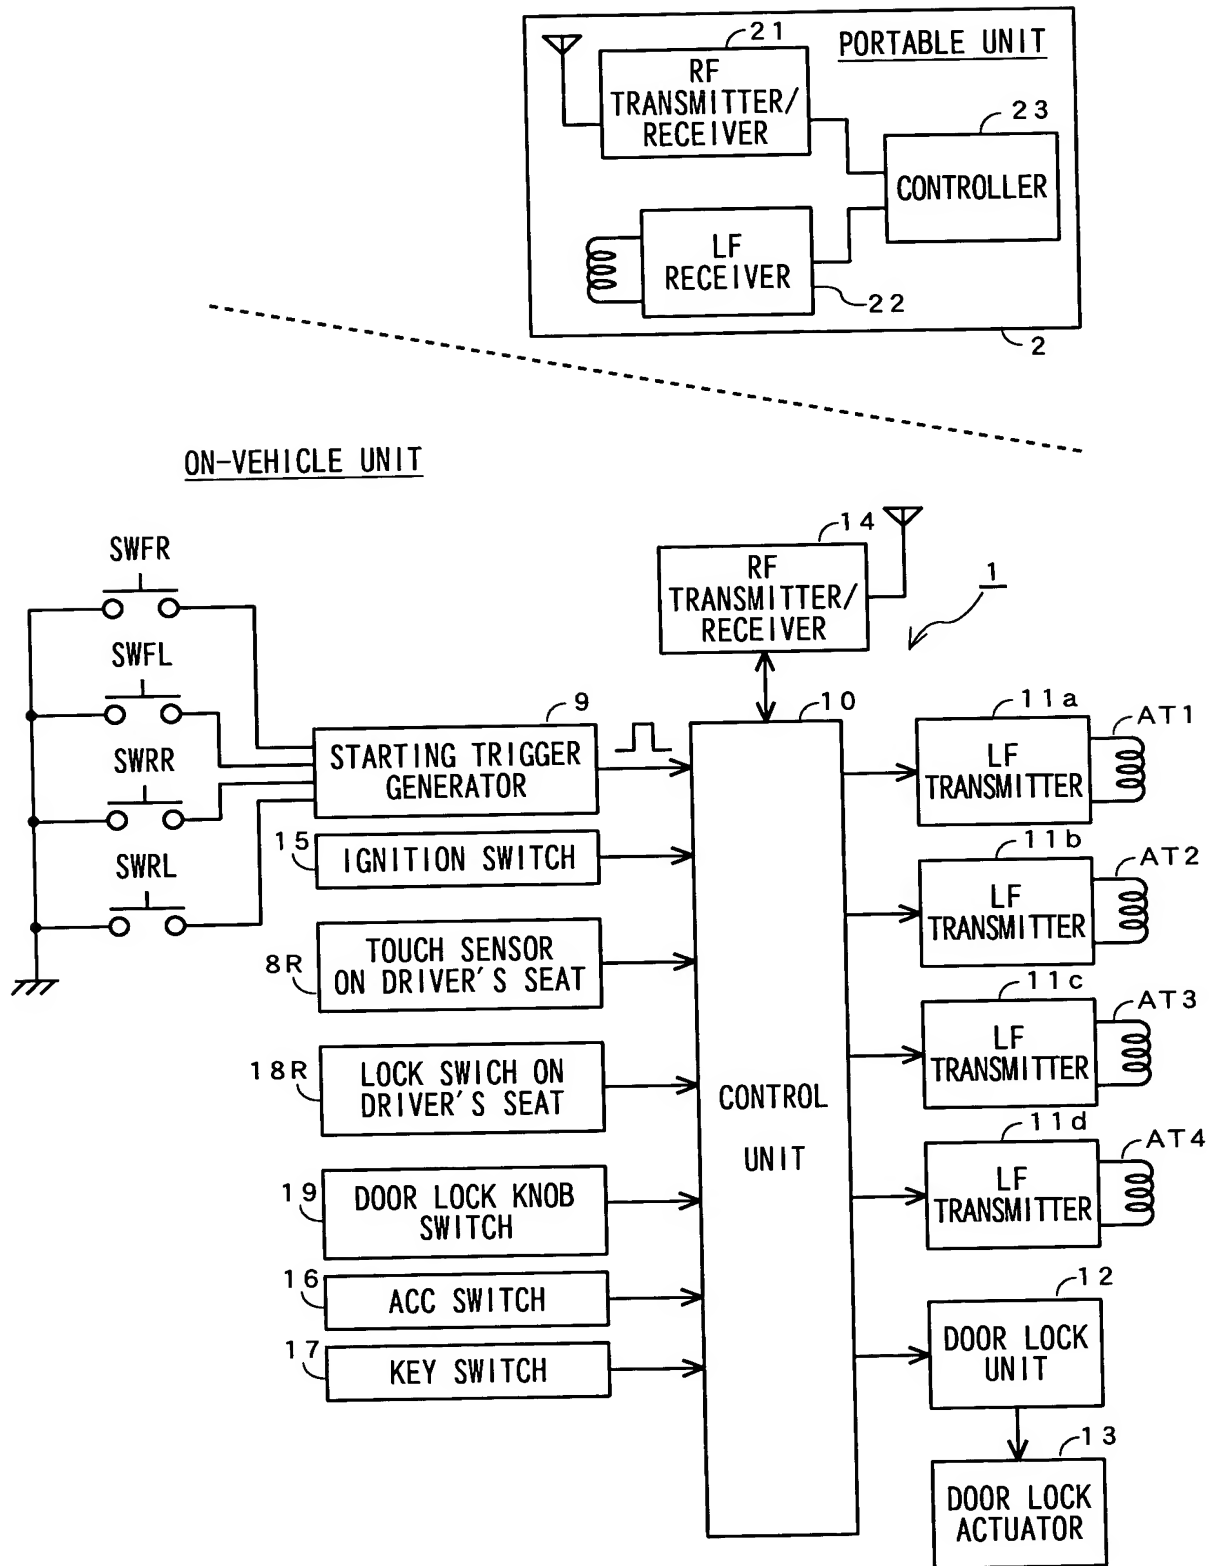 21
PORTABLE UNIT
RF
TRANSMITTER/
RECEIVER
23
CONTROLLER
LF
RECEIVER
22
2
ON-VEHICLE UNIT
SWFR
SWFL
SWRR
SWRL
14
RF
TRANSMITTER/
RECEIVER
1
9
STARTING TRIGGER
GENERATOR
10
CONTROL
UNIT
15
IGNITION SWITCH
8R
TOUCH SENSOR
ON DRIVER'S SEAT
18R
LOCK SWICH ON
DRIVER'S SEAT
19
DOOR LOCK KNOB
SWITCH
16
ACC SWITCH
17
KEY SWITCH
11a
AT1
LF
TRANSMITTER
11b
AT2
LF
TRANSMITTER
11c
AT3
LF
TRANSMITTER
11d
AT4
LF
TRANSMITTER
12
DOOR LOCK
UNIT
13
DOOR LOCK
ACTUATOR